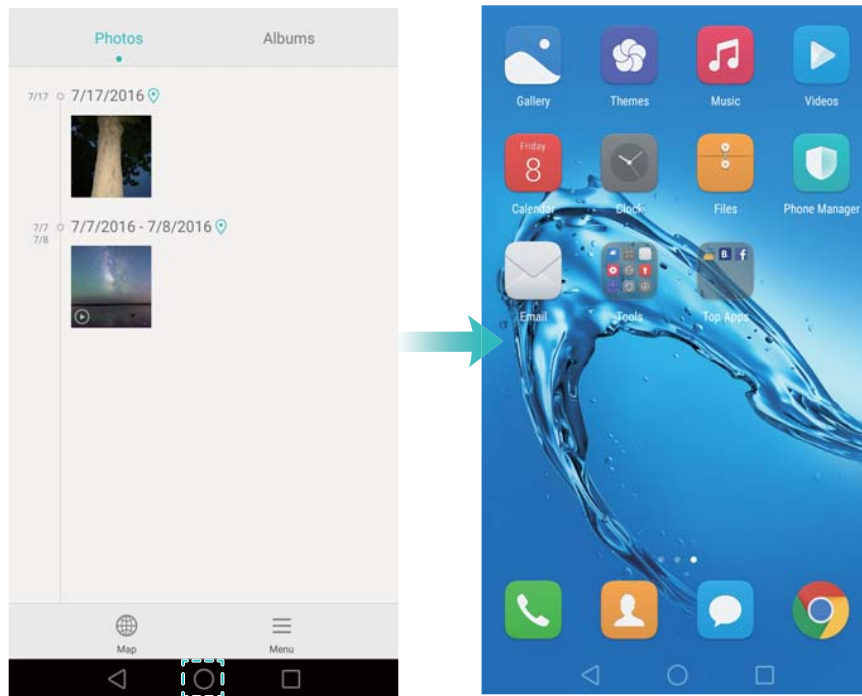 Photos Albums
7/17 7/17/2016
7/7 7/7/2016 - 7/8/2016
7/8
Map Menu
Gallery Themes Music Videos
Friday
8
Calendar Clock Files Phone Manager
B. f
Email Tools Top Apps